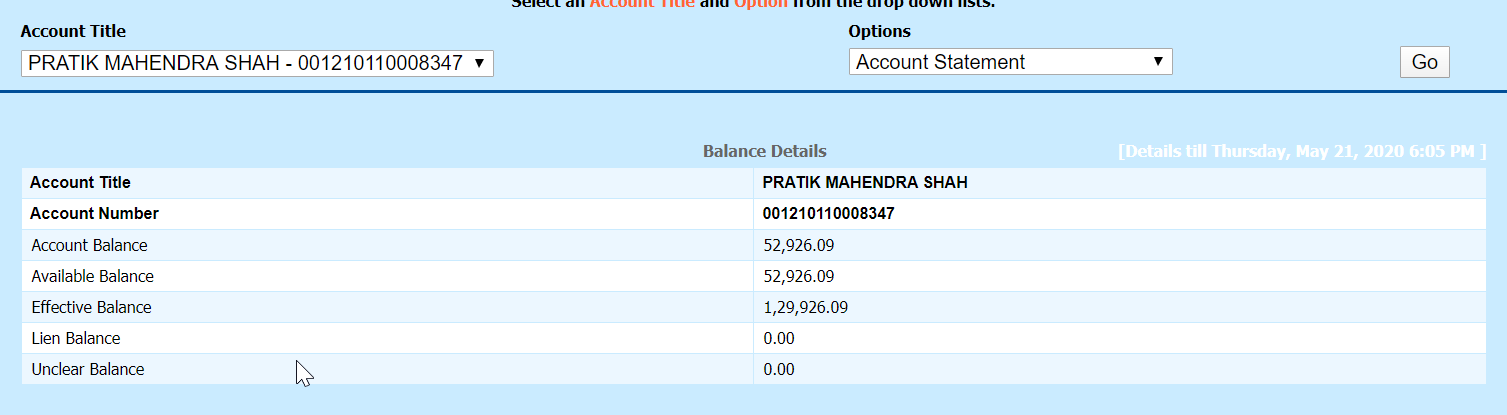 Select an Account Title and Option from the drop down lists.
Account Title Options
PRATIK MAHENDRA SHAH - 001210110008347 Account Statement Go
Balance Details [Details till Thursday, May 21, 2020 6:05 PM ]
Account Title PRATIK MAHENDRA SHAH
Account Number 001210110008347
Account Balance 52,926.09
Available Balance 52,926.09
Effective Balance 1,29,926.09
Lien Balance 0.00
Unclear Balance 0.00